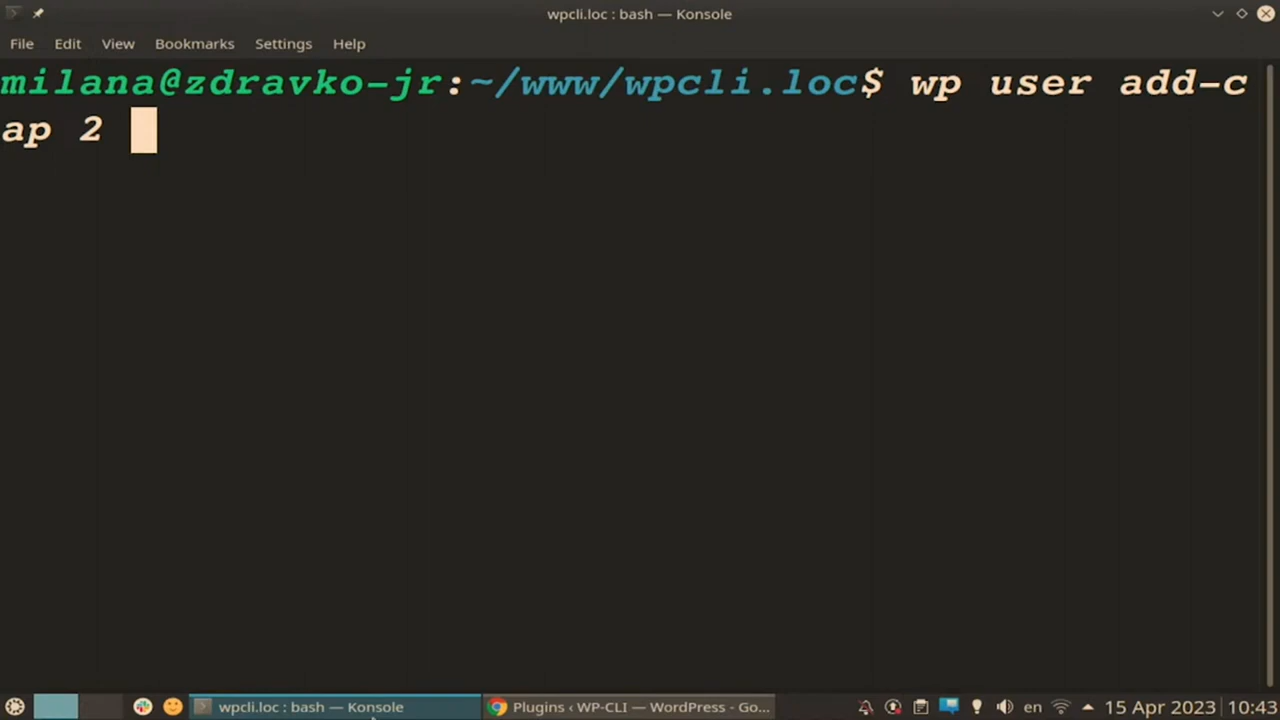 wpcli.loc : bash — Konsole
File Edit View Bookmarks Settings Help
milana@zdravko-jr:~/www/wpcli.loc$ wp user add-c
ap 2
wpcli.loc : bash — Konsole Plugins ‹ WP-CLI — WordPress - Go... en 15 Apr 2023 10:43